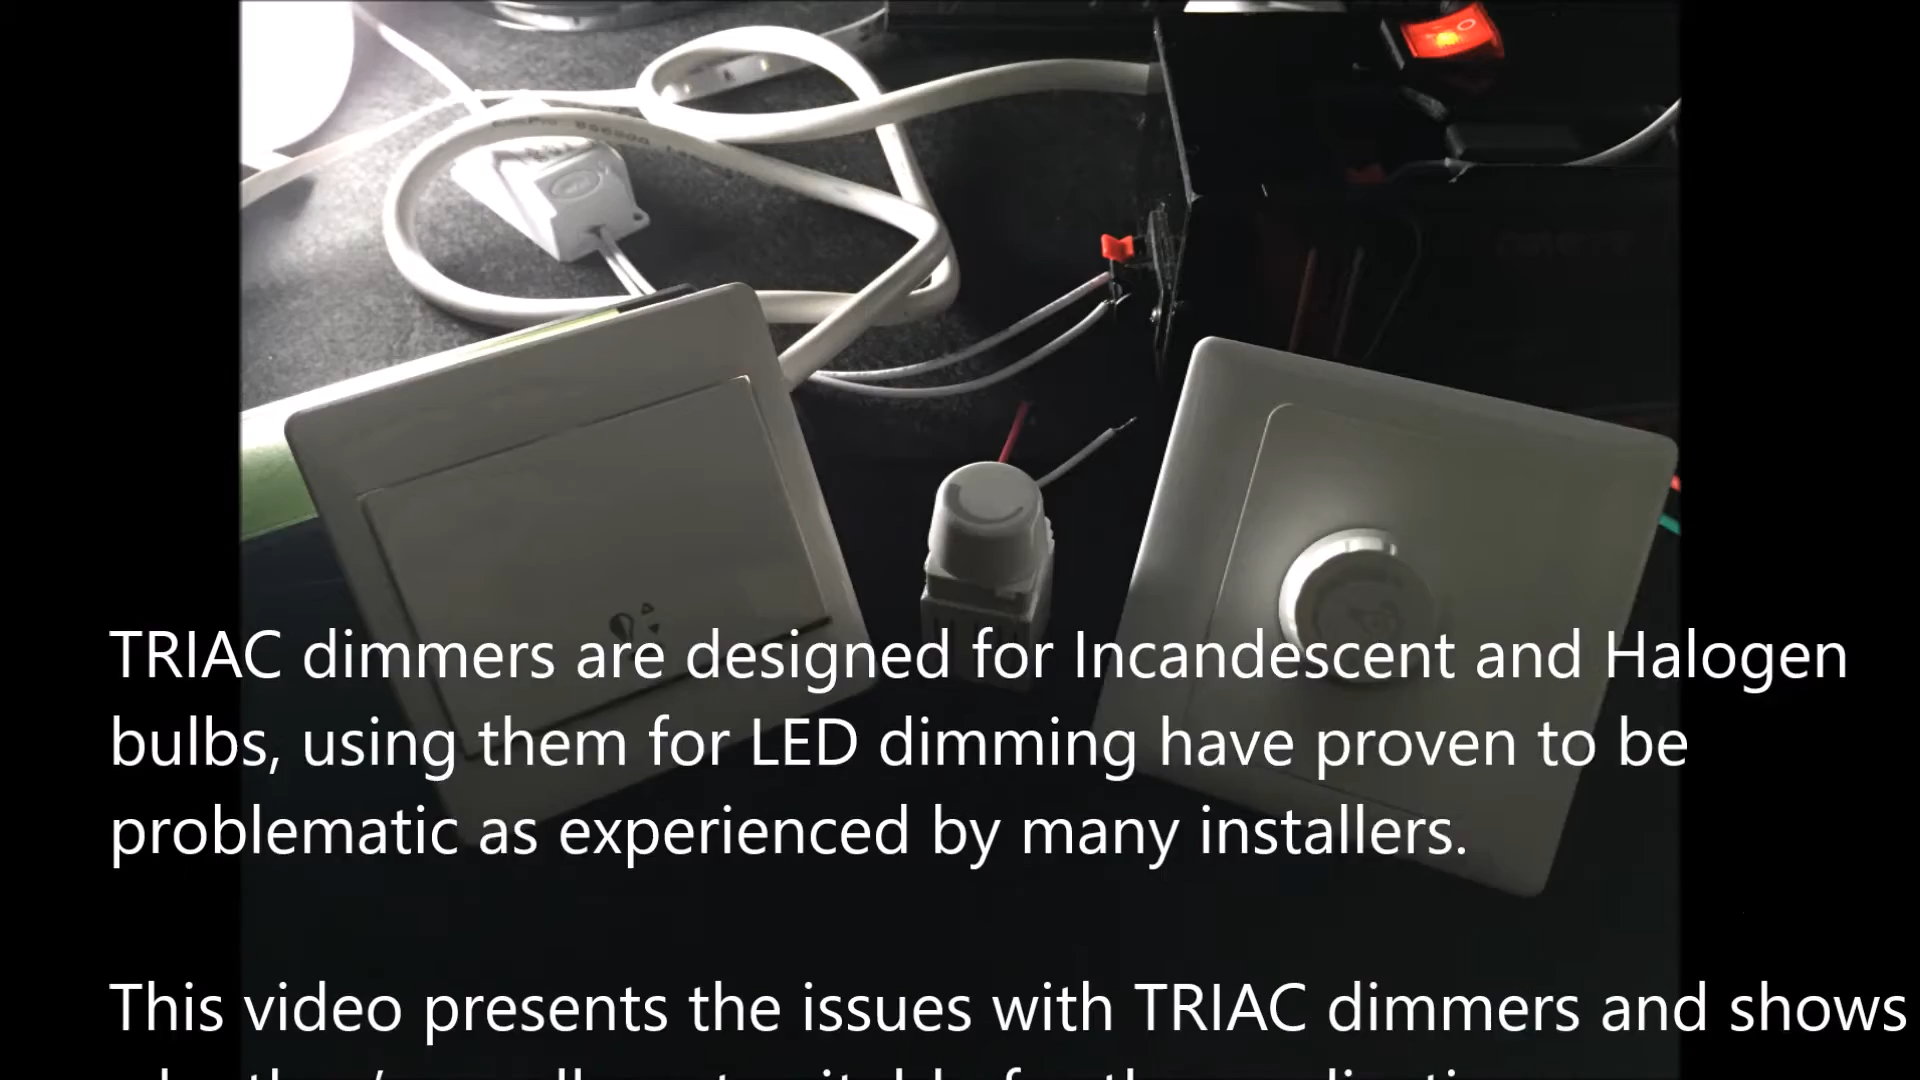 TRIAC dimmers are designed for Incandescent and Halogen
bulbs, using them for LED dimming have proven to be
problematic as experienced by many installers.
This video presents the issues with TRIAC dimmers and shows